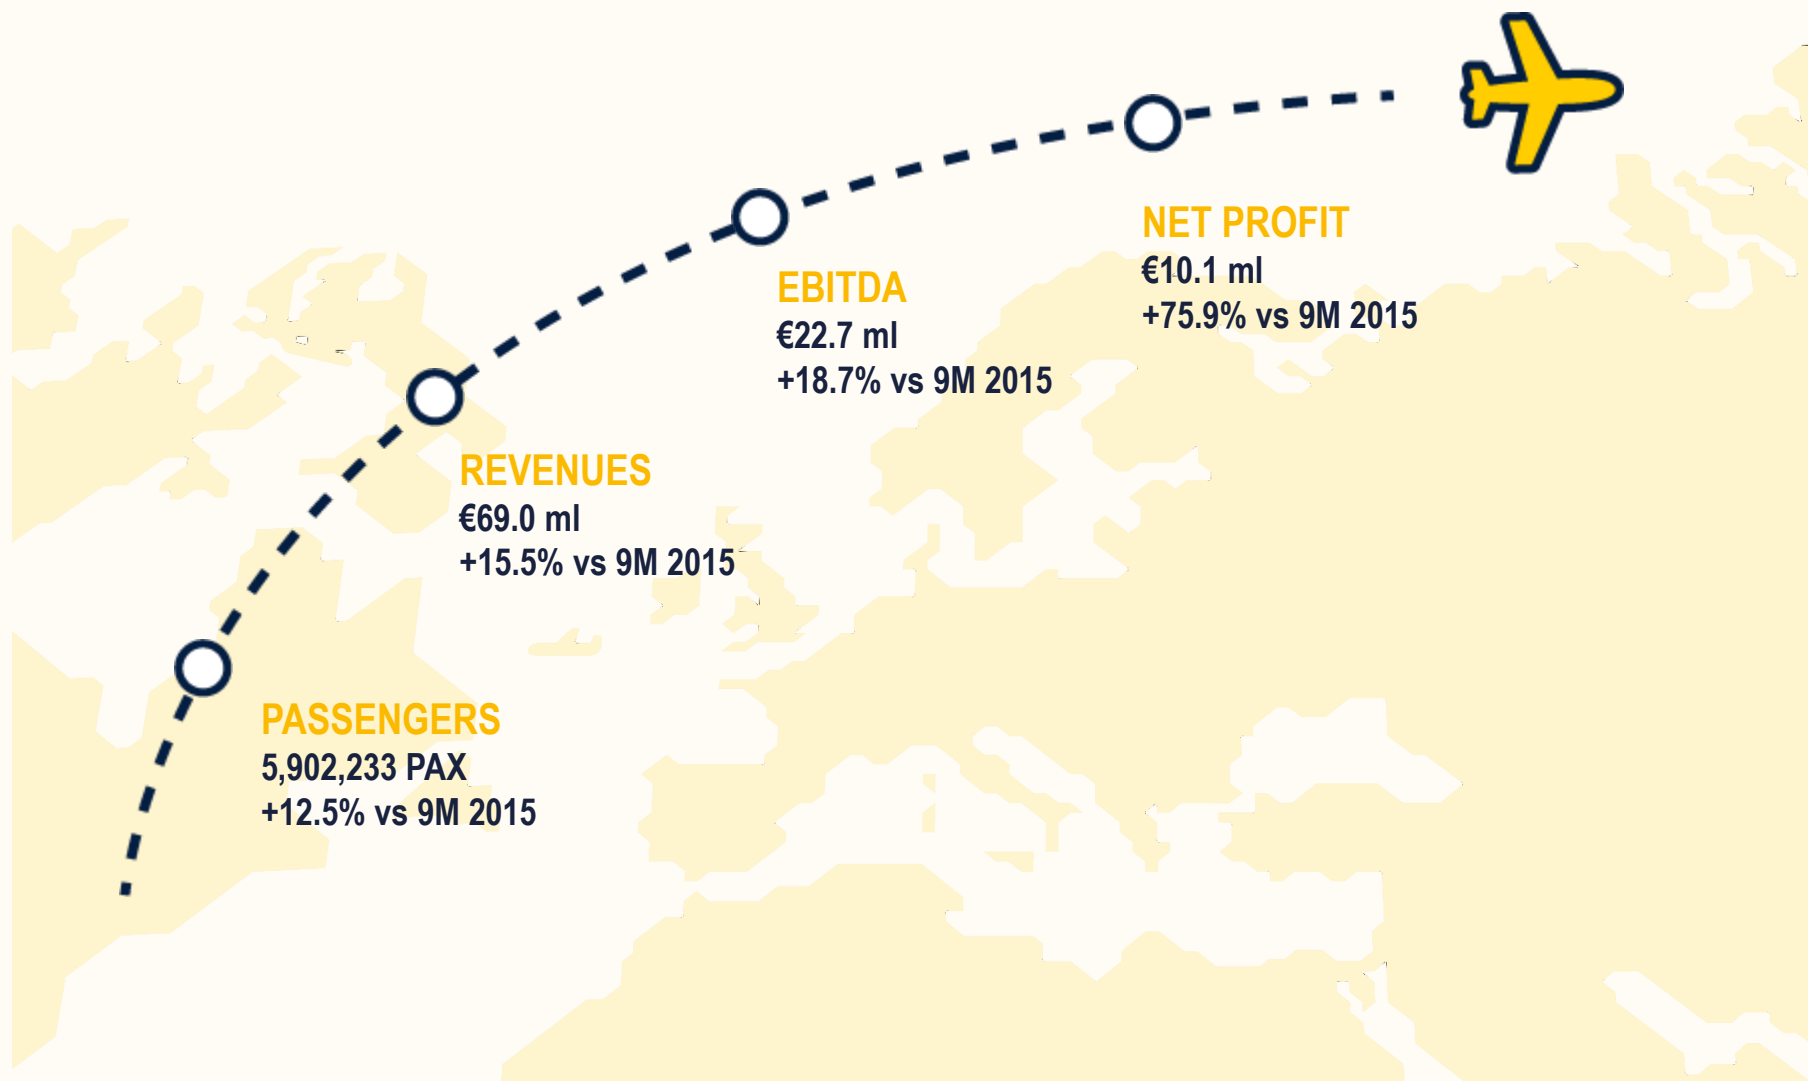 NET PROFIT
€10.1 ml
+75.9% vs 9M 2015
EBITDA
€22.7 ml
+18.7% vs 9M 2015
REVENUES
€69.0 ml
+15.5% vs 9M 2015
PASSENGERS
5,902,233 PAX
+12.5% vs 9M 2015